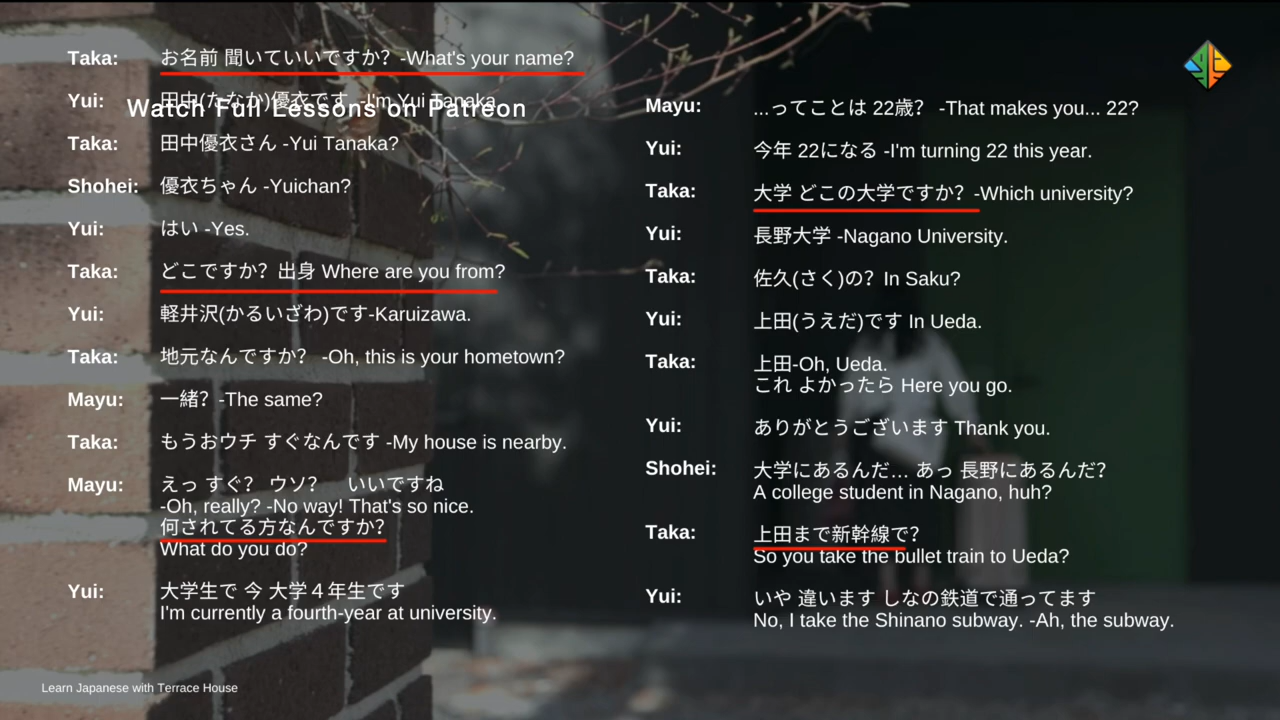 Taka: お名前 聞いていいですか? -What's your name?
Yui: 田中(たなか)優衣です -I'm Yui Tanaka.
Watch Full Lessons on Patreon
Taka: 田中優衣さん -Yui Tanaka?
Shohei: 優衣ちゃん -Yuichan?
Yui: はい -Yes.
Taka: どこですか? 出身 Where are you from?
Yui: 軽井沢(かるいざわ)です-Karuizawa.
Taka: 地元なんですか? -Oh, this is your hometown?
Mayu: 一緒? -The same?
Taka: もうおウチ すぐなんです -My house is nearby.
Mayu: えっ すぐ? ウソ? いいですね
-Oh, really? -No way! That's so nice.
何されてる方なんですか?
What do you do?
Yui: 大学生で 今 大学４年生です
I'm currently a fourth-year at university.
Mayu: ...ってことは 22歳? -That makes you... 22?
Yui: 今年 22になる -I'm turning 22 this year.
Taka: 大学 どこの大学ですか? -Which university?
Yui: 長野大学 -Nagano University.
Taka: 佐久(さく)の? In Saku?
Yui: 上田(うえだ)です In Ueda.
Taka: 上田-Oh, Ueda.
これ よかったら Here you go.
Yui: ありがとうございます Thank you.
Shohei: 大学にあるんだ… あっ 長野にあるんだ?
A college student in Nagano, huh?
Taka: 上田まで新幹線で?
So you take the bullet train to Ueda?
Yui: いや 違います しなの鉄道で通ってます
No, I take the Shinano subway. -Ah, the subway.
Learn Japanese with Terrace House